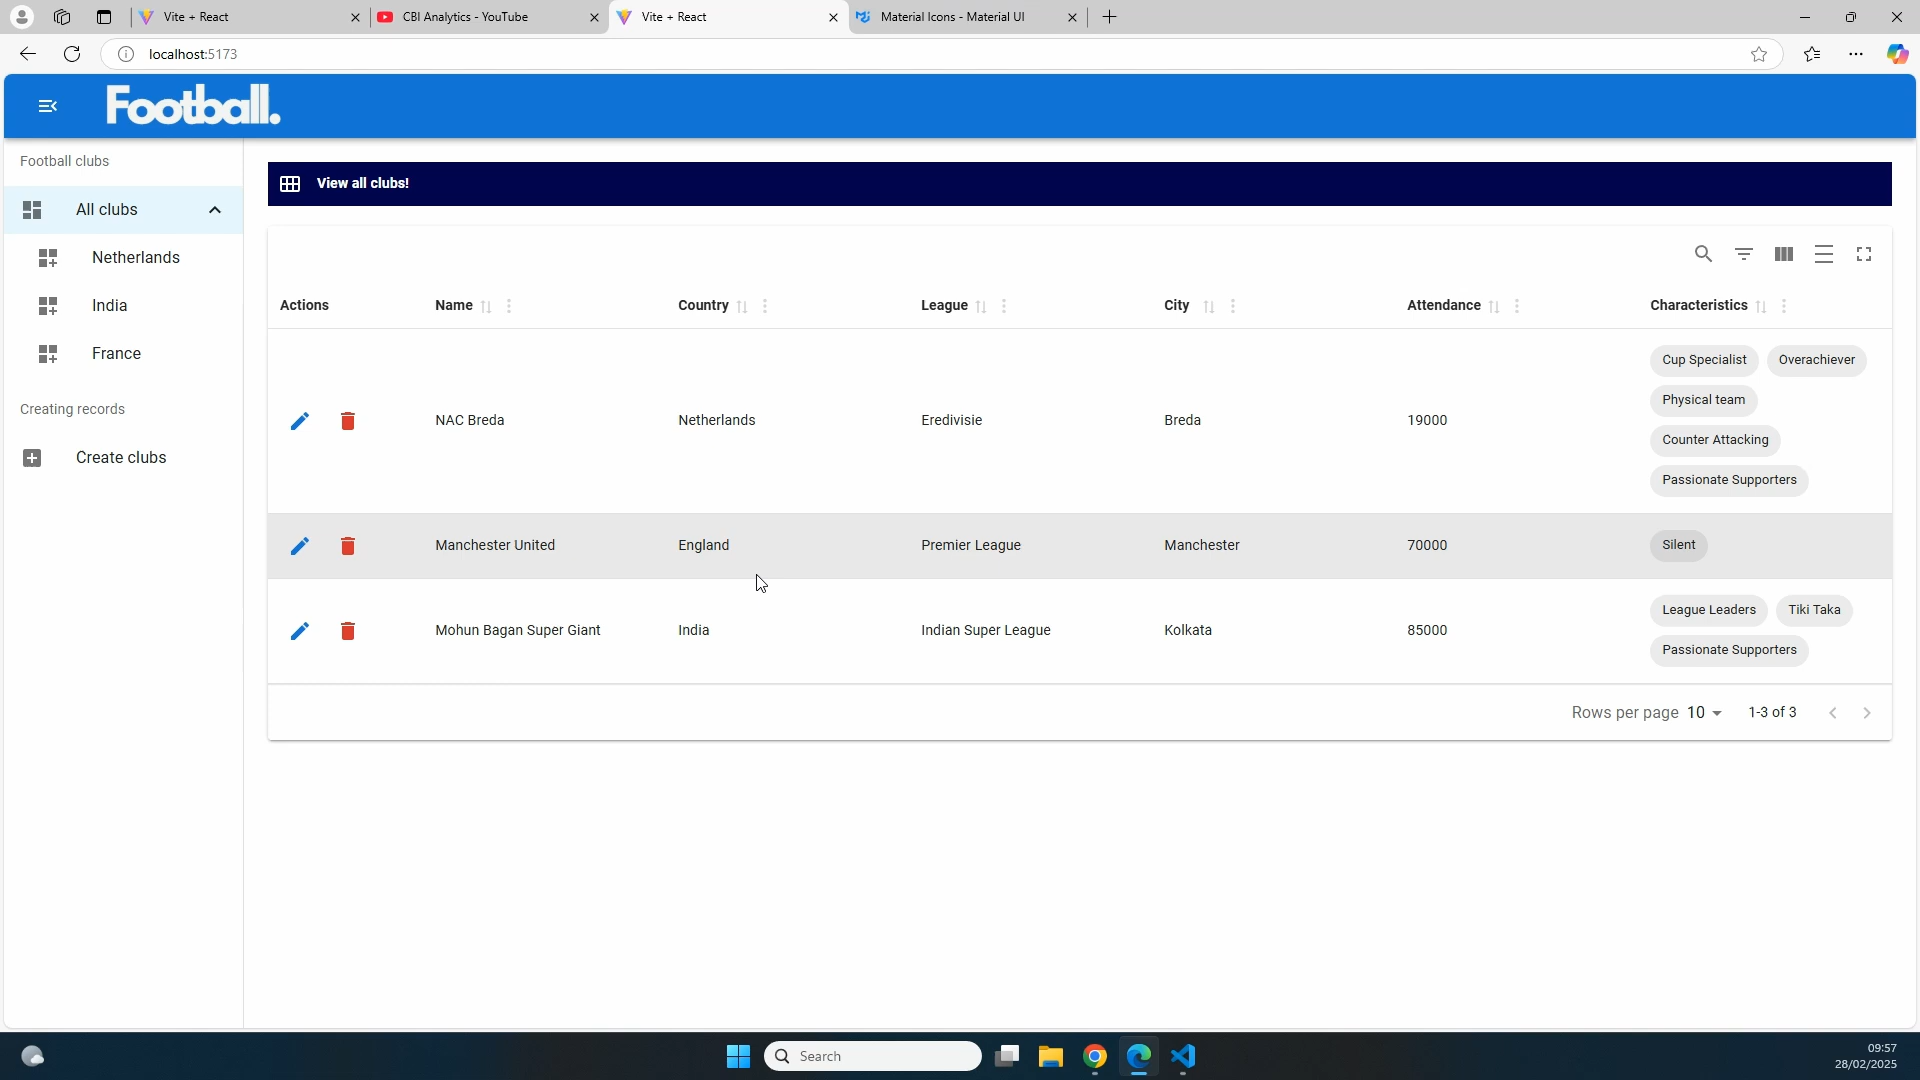 Vite + React
CBI Analytics - YouTube
Vite + React
Material Icons - Material UI
localhost:5173
Football.
Football clubs
All clubs
Netherlands
India
France
Creating records
Create clubs
View all clubs!
Actions Name Country League City Attendance Characteristics
NAC Breda Netherlands Eredivisie Breda 19000
Cup Specialist Overachiever
Physical team
Counter Attacking
Passionate Supporters
Manchester United England Premier League Manchester 70000 Silent
Mohun Bagan Super Giant India Indian Super League Kolkata 85000
League Leaders Tiki Taka
Passionate Supporters
Rows per page 10 1-3 of 3
Search
09:57
28/02/2025